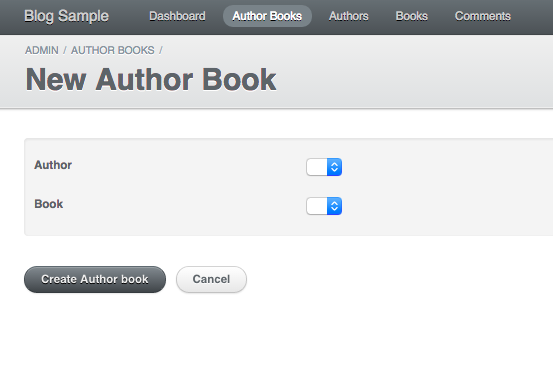 Blog Sample Dashboard Author Books Authors Books Comments
ADMIN / AUTHOR BOOKS /
New Author Book
Author
Book
Create Author book Cancel